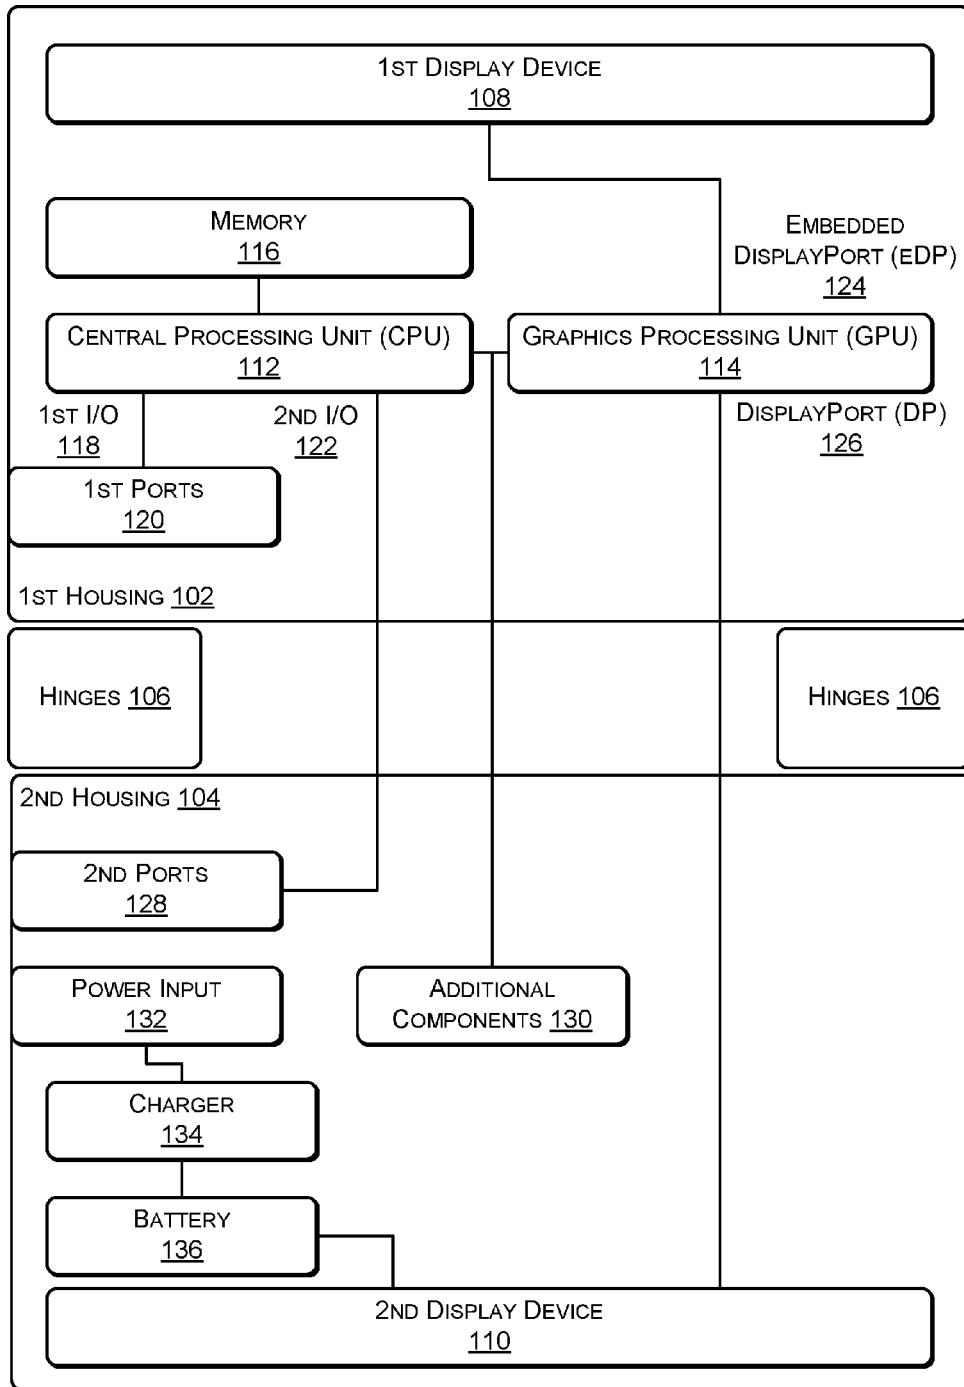 1st Display Device
108
Memory
116
Embedded
DisplayPort (eDP)
124
Central Processing Unit (CPU)
112
Graphics Processing Unit (GPU)
114
1st I/O
118
2nd I/O
122
DisplayPort (DP)
126
1st Ports
120
1st Housing 102
Hinges 106
Hinges 106
2nd Housing 104
2nd Ports
128
Power Input
132
Additional
Components 130
Charger
134
Battery
136
2nd Display Device
110